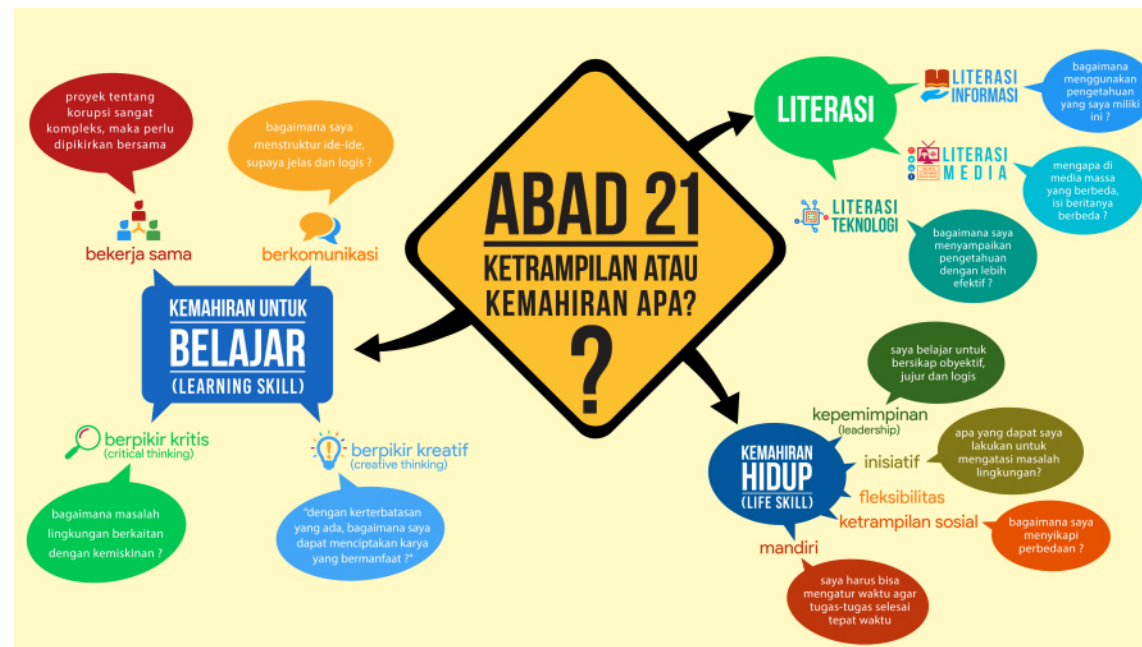 ABAD 21
KETRAMPILAN ATAU
KEMAHIRAN APA?
?
proyek tentang
korupsi sangat
kompleks, maka perlu
dipikirkan bersama
bekerja sama
bagaimana saya
menstruktur ide-ide,
supaya jelas dan logis ?
berkomunikasi
KEMAHIRAN UNTUK
BELAJAR
(LEARNING SKILL)
berpikir kritis
(critical thinking)
bagaimana masalah
lingkungan berkaitan
dengan kemiskinan ?
berpikir kreatif
(creative thinking)
"dengan kerterbatasan
yang ada, bagaimana saya
dapat menciptakan karya
yang bermanfaat ?"
LITERASI
LITERASI
INFORMASI
bagaimana
menggunakan
pengetahuan
yang saya miliki
ini ?
LITERASI
MEDIA
mengapa di
media massa
yang berbeda,
isi beritanya
berbeda ?
LITERASI
TEKNOLOGI
bagaimana saya
menyampaikan
pengetahuan
dengan lebih
efektif ?
KEMAHIRAN
HIDUP
(LIFE SKILL)
saya belajar untuk
bersikap obyektif,
jujur dan logis
kepemimpinan
(leadership)
inisiatif
apa yang dapat saya
lakukan untuk
mengatasi masalah
lingkungan?
fleksibilitas
ketrampilan sosial
bagaimana saya
menyikapi
perbedaan ?
mandiri
saya harus bisa
mengatur waktu agar
tugas-tugas selesai
tepat waktu